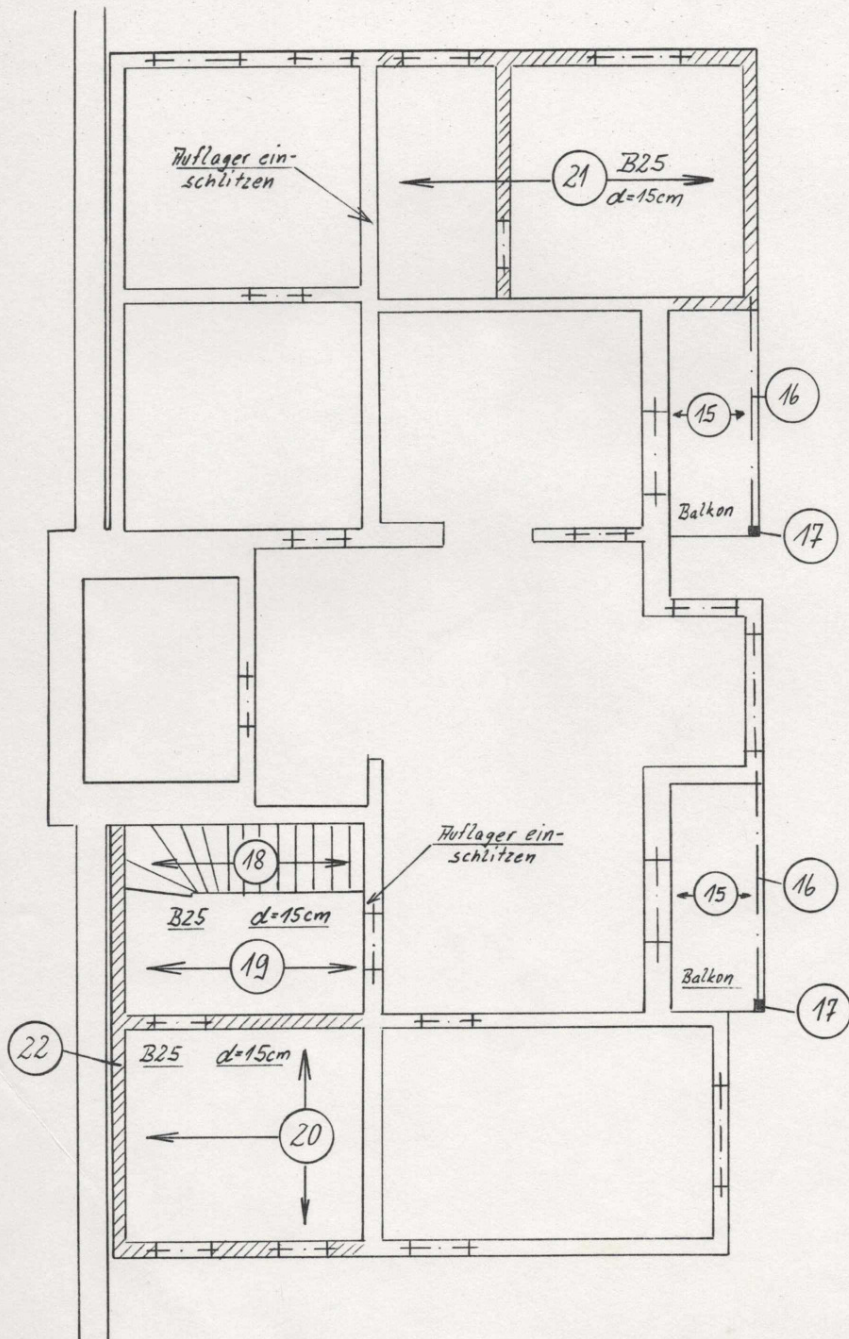 Auflager ein-
schlitzen
21
B25
d=15cm
15
16
Balkon
17
18
Auflager ein-
schlitzen
B25 d=15cm
19
15
16
Balkon
17
22
B25 d=15cm
20